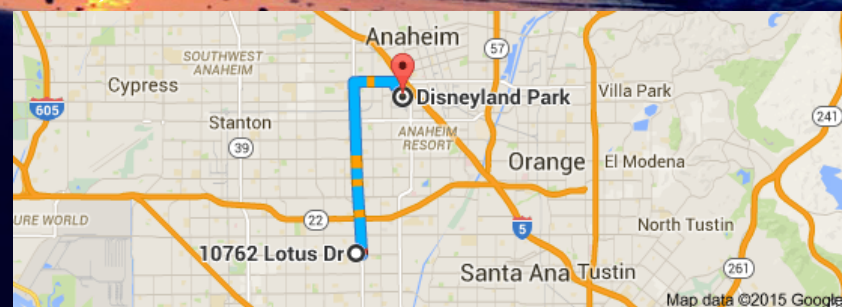 Anaheim
57
SOUTHWEST
ANAHEIM
Cypress
Disneyland Park
Villa Park
605
Stanton
241
ANAHEIM
RESORT
39
Orange
El Modena
URE WORLD
22
5
North Tustin
10762 Lotus Dr
261
Santa Ana
Tustin
Map data ©2015 Google